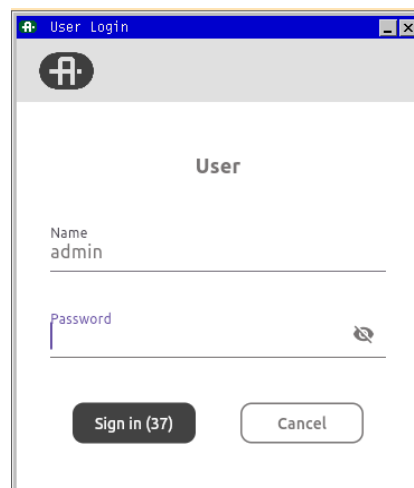 User Login
User
Name
admin
Password
Sign in (37)
Cancel